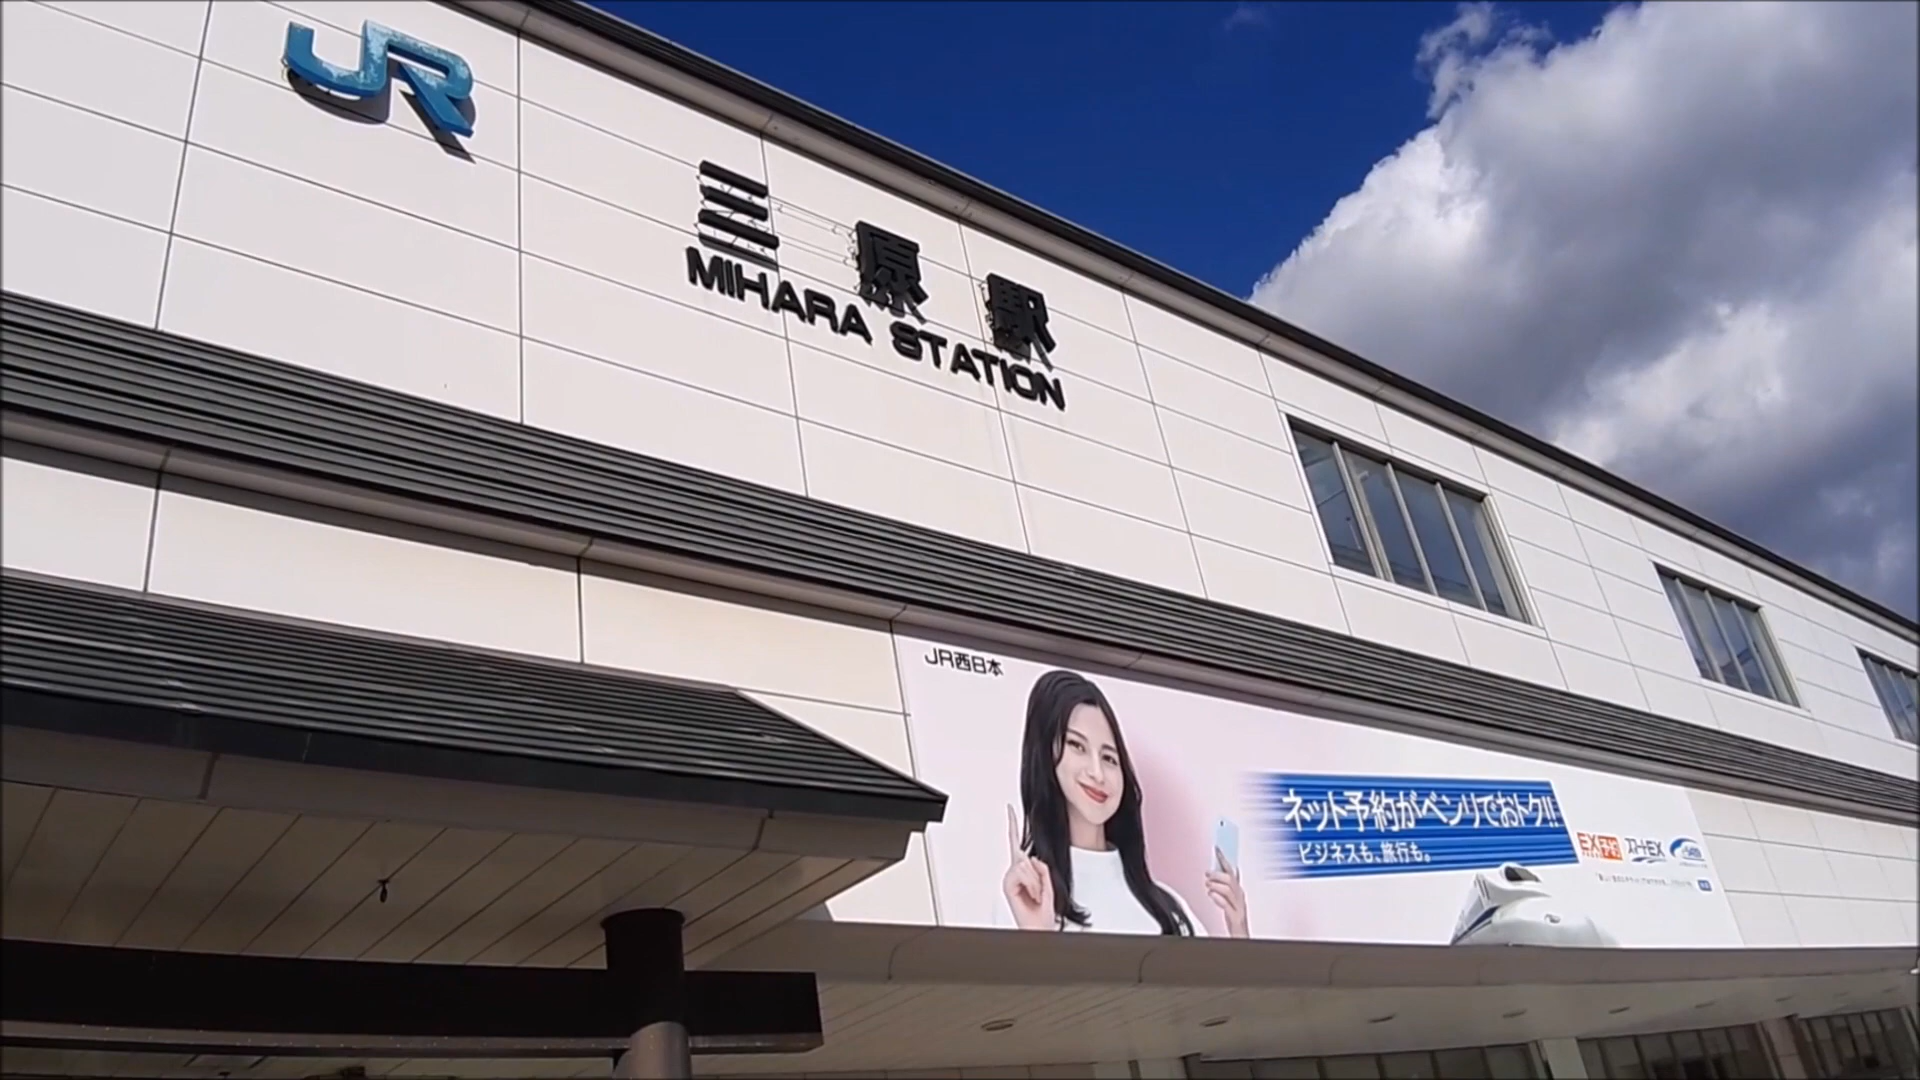 JR
三原駅
MIHARA STATION
JR西日本
ネット予約がベンリでおトク!!
ビジネスも、旅行も。
EX予約
スマートEX